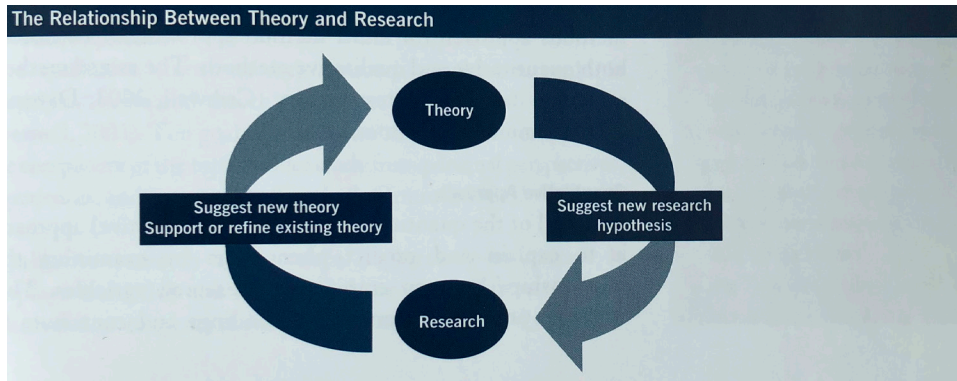 The Relationship Between Theory and Research
Theory
Suggest new theory
Support or refine existing theory
Suggest new research
hypothesis
Research